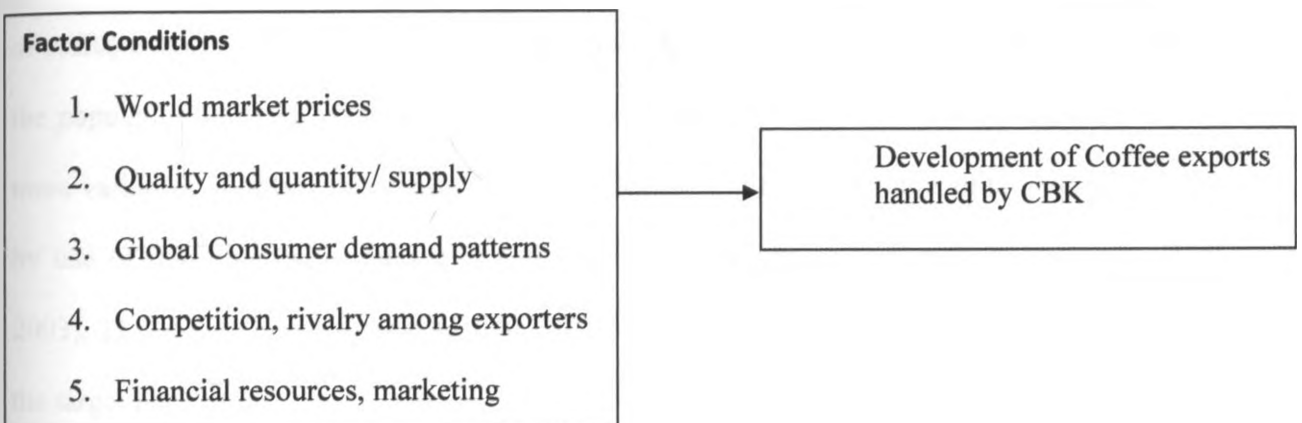 Factor Conditions
1. World market prices
2. Quality and quantity/ supply
3. Global Consumer demand patterns
4. Competition, rivalry among exporters
5. Financial resources, marketing
Development of Coffee exports
handled by CBK